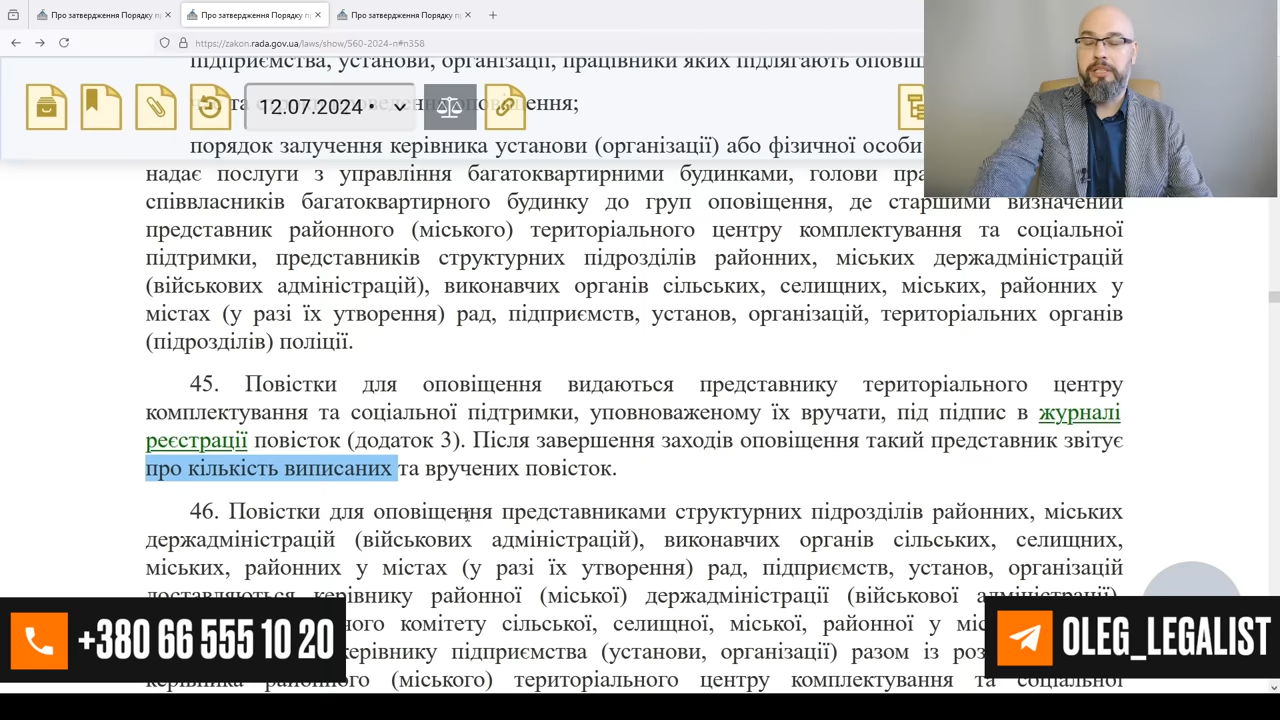 Про затвердження Порядку п
Про затвердження Порядку п
Про затвердження Порядку п
https://zakon.rada.gov.ua/laws/show/560-2024-п#n358
підприємства, установи, організації, працівники яких підлягають
12.07.2024
порядок залучення керівника установи (організації) або фізичної особи
надає послуги з управління багатоквартирними будинками, голови
співвласників багатоквартирного будинку до груп оповіщення, де старшими визначений
представник районного (міського) територіального центру комплектування та соціальної
підтримки, представників структурних підрозділів районних, міських держадміністрацій
(військових адміністрацій), виконавчих органів сільських, селищних, міських, районних у
містах (у разі їх утворення) рад, підприємств, установ, організацій, територіальних органів
(підрозділів) поліції.
45. Повістки для оповіщення видаються представнику територіального центру
комплектування та соціальної підтримки, уповноваженому їх вручати, під підпис в журналі
реєстрації повісток (додаток 3). Після завершення заходів оповіщення такий представник звітує
про кількість виписаних та вручених повісток.
46. Повістки для оповіщення представниками структурних підрозділів районних, міських
держадміністрацій (військових адміністрацій), виконавчих органів сільських, селищних,
міських, районних у містах (у разі їх утворення) рад, підприємств, установ, організацій
доставляються керівнику районної (міської) держадміністрації (військової адміністрації),
комітету сільської, селищної, міської, районної у
керівнику підприємства (установи, організації) разом із
керівника районного (міського) територіального центру комплектування та соціальної
+380 66 555 10 20
OLEG_LEGALIST